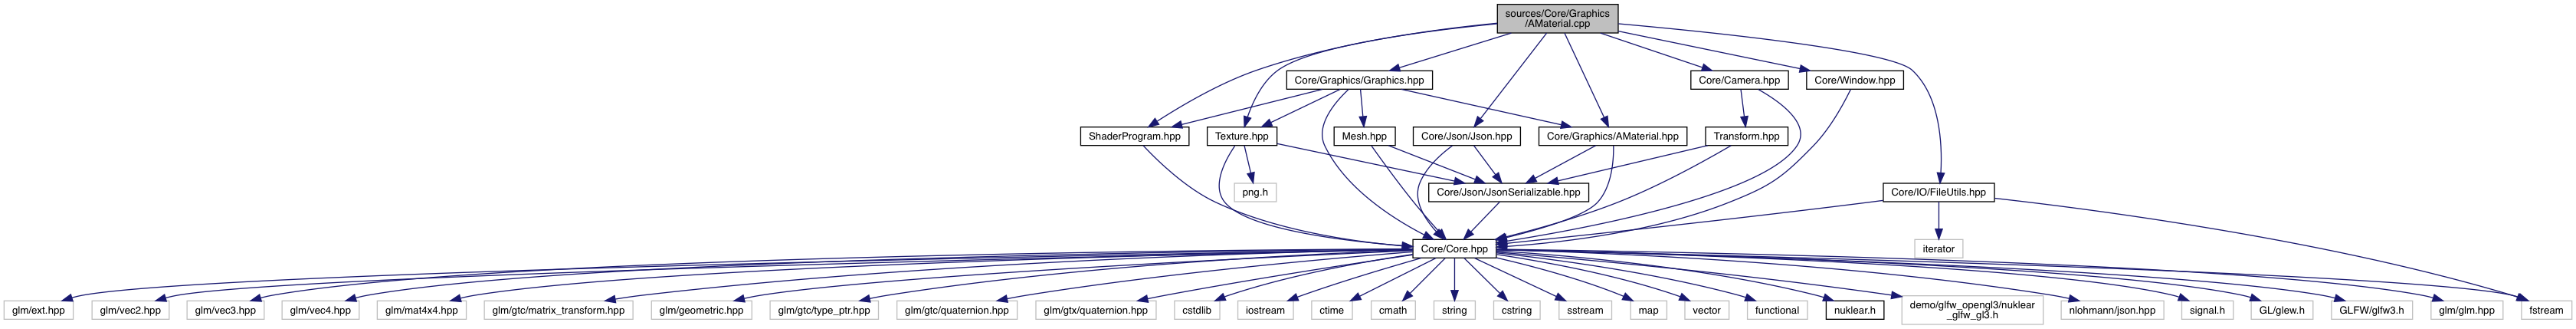 sources/Core/Graphics
/AMaterial.cpp
Core/Graphics/Graphics.hpp
Core/Camera.hpp
Core/Window.hpp
ShaderProgram.hpp
Texture.hpp
Mesh.hpp
Core/Json/Json.hpp
Core/Graphics/AMaterial.hpp
Transform.hpp
png.h
Core/Json/JsonSerializable.hpp
Core/IO/FileUtils.hpp
Core/Core.hpp
iterator
glm/ext.hpp
glm/vec2.hpp
glm/vec3.hpp
glm/vec4.hpp
glm/mat4x4.hpp
glm/gtc/matrix_transform.hpp
glm/geometric.hpp
glm/gtc/type_ptr.hpp
glm/gtc/quaternion.hpp
glm/gtx/quaternion.hpp
cstdlib
iostream
ctime
cmath
string
cstring
sstream
map
vector
functional
nuklear.h
demo/glfw_opengl3/nuklear
_glfw_gl3.h
nlohmann/json.hpp
signal.h
GL/glew.h
GLFW/glfw3.h
glm/glm.hpp
fstream